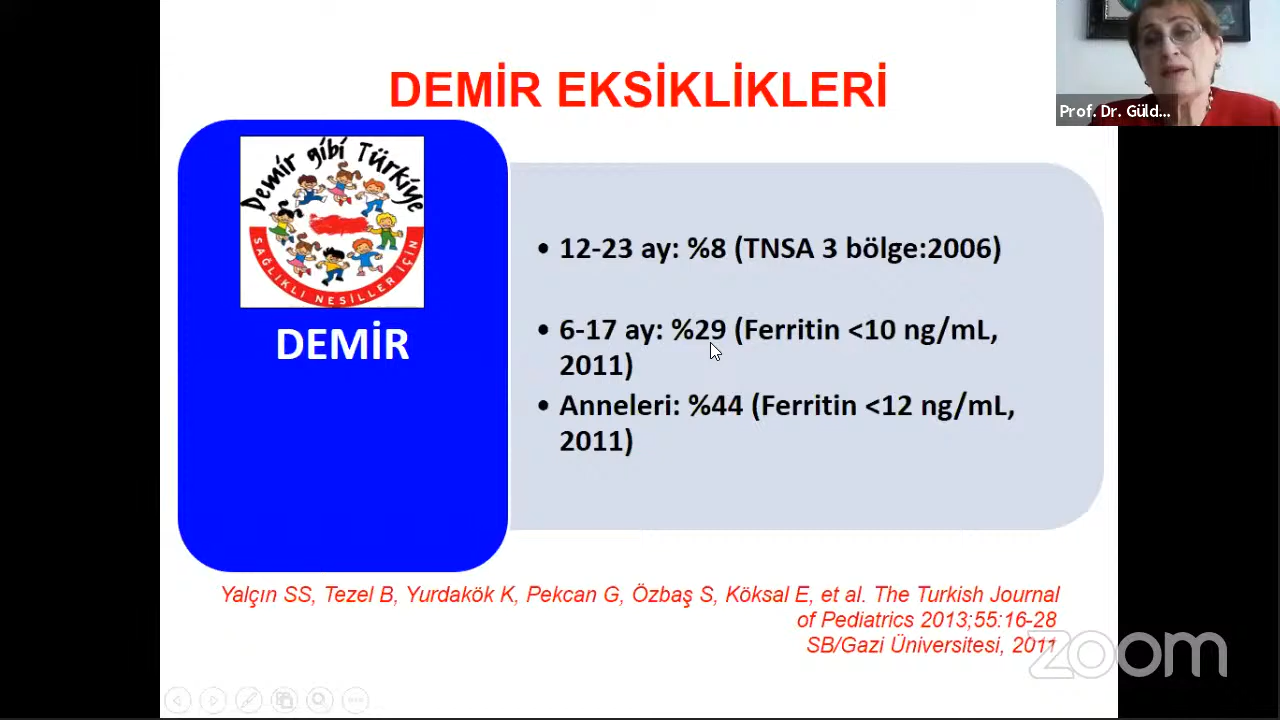 DEMİR EKSİKLİKLERİ
Prof. Dr. Güld...
Demir gibi Türkiye
SAĞLIKLI NESİLLER İÇİN
DEMİR
• 12-23 ay: %8 (TNSA 3 bölge:2006)
• 6-17 ay: %29 (Ferritin <10 ng/mL,
2011)
• Anneleri: %44 (Ferritin <12 ng/mL,
2011)
Yalçın SS, Tezel B, Yurdakök K, Pekcan G, Özbaş S, Köksal E, et al. The Turkish Journal
of Pediatrics 2013;55:16-28
SB/Gazi Üniversitesi, 2011
zoom